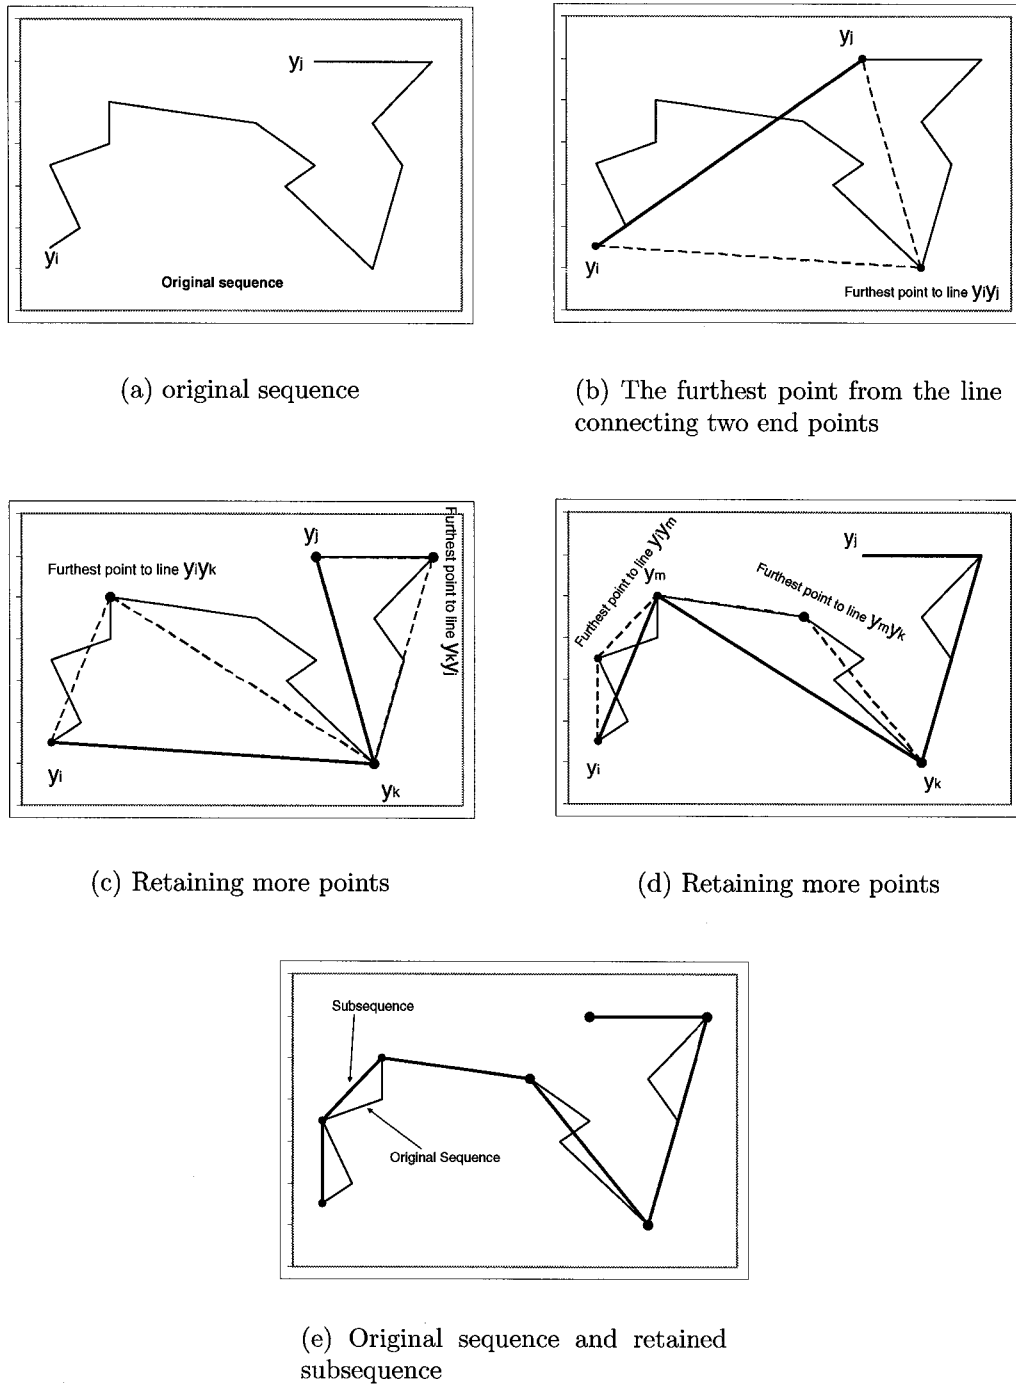 yj
yi
Original sequence
(a) original sequence
yj
yi
Furthest point to line yiyj
(b) The furthest point from the line
connecting two end points
yj
Furthest point to line yiyk
Furthest point to line ykyj
yi
yk
(c) Retaining more points
Furthest point to line yiym
yj
ym
Furthest point to line ymyk
yi
yk
(d) Retaining more points
Subsequence
Original Sequence
(e) Original sequence and retained
subsequence